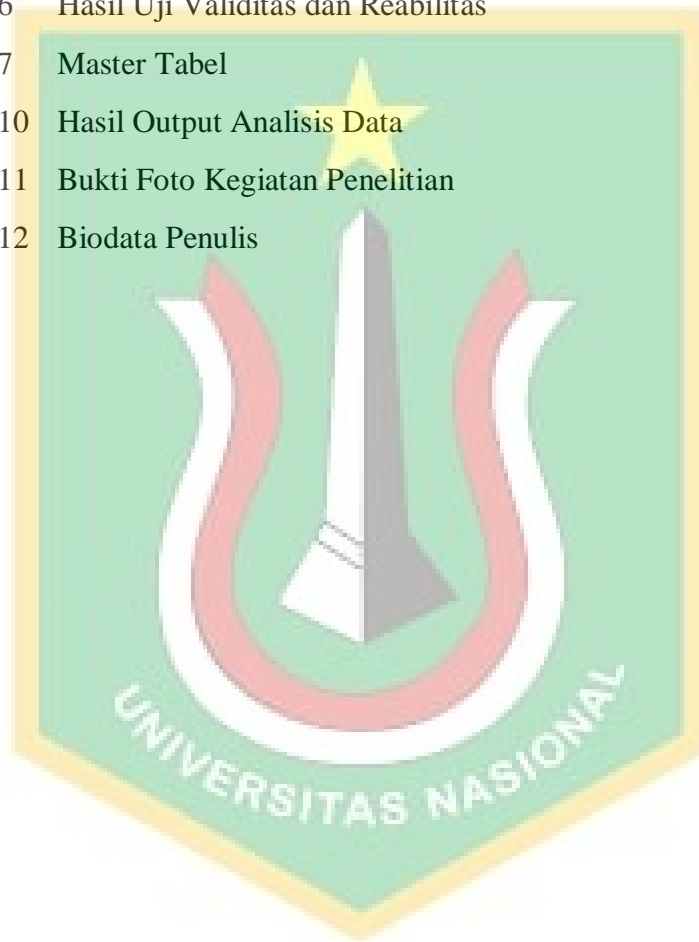 6 Hasil Uji Validitas dan Reabilitas
7 Master Tabel
10 Hasil Output Analisis Data
11 Bukti Foto Kegiatan Penelitian
12 Biodata Penulis
UNIVERSITAS NASIONAL